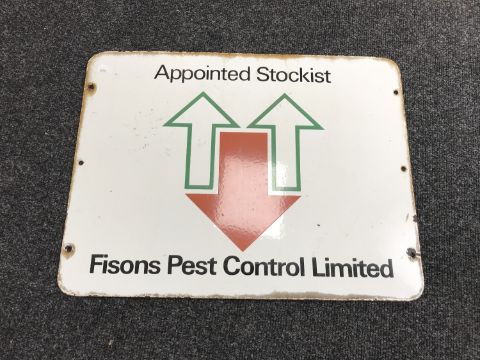 Appointed Stockist
Fisons Pest Control Limited